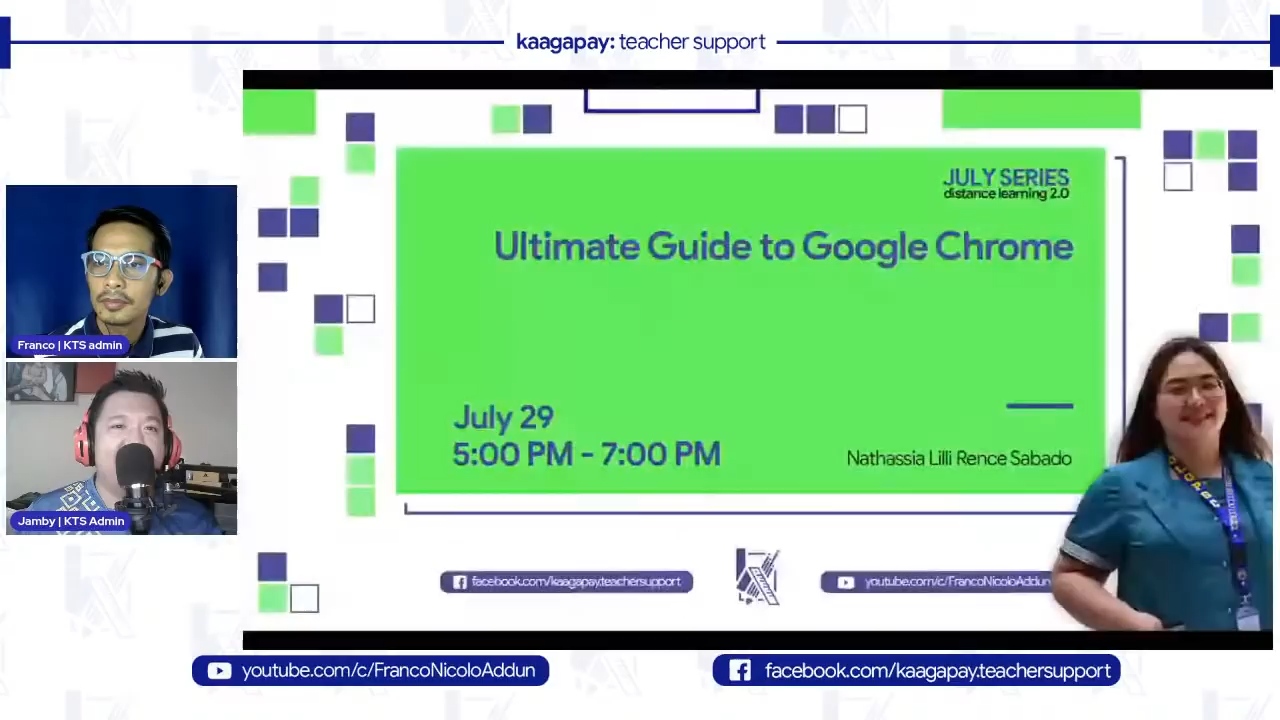 kaagapay: teacher support
JULY SERIES
distance learning 2.0
Ultimate Guide to Google Chrome
July 29
5:00 PM - 7:00 PM
Nathassia Lilli Rence Sabado
Franco | KTS admin
Jamby | KTS Admin
facebook.com/kaagapay.teachersupport
youtube.com/c/FrancoNicoloAddun
youtube.com/c/FrancoNicoloAddun
facebook.com/kaagapay.teachersupport